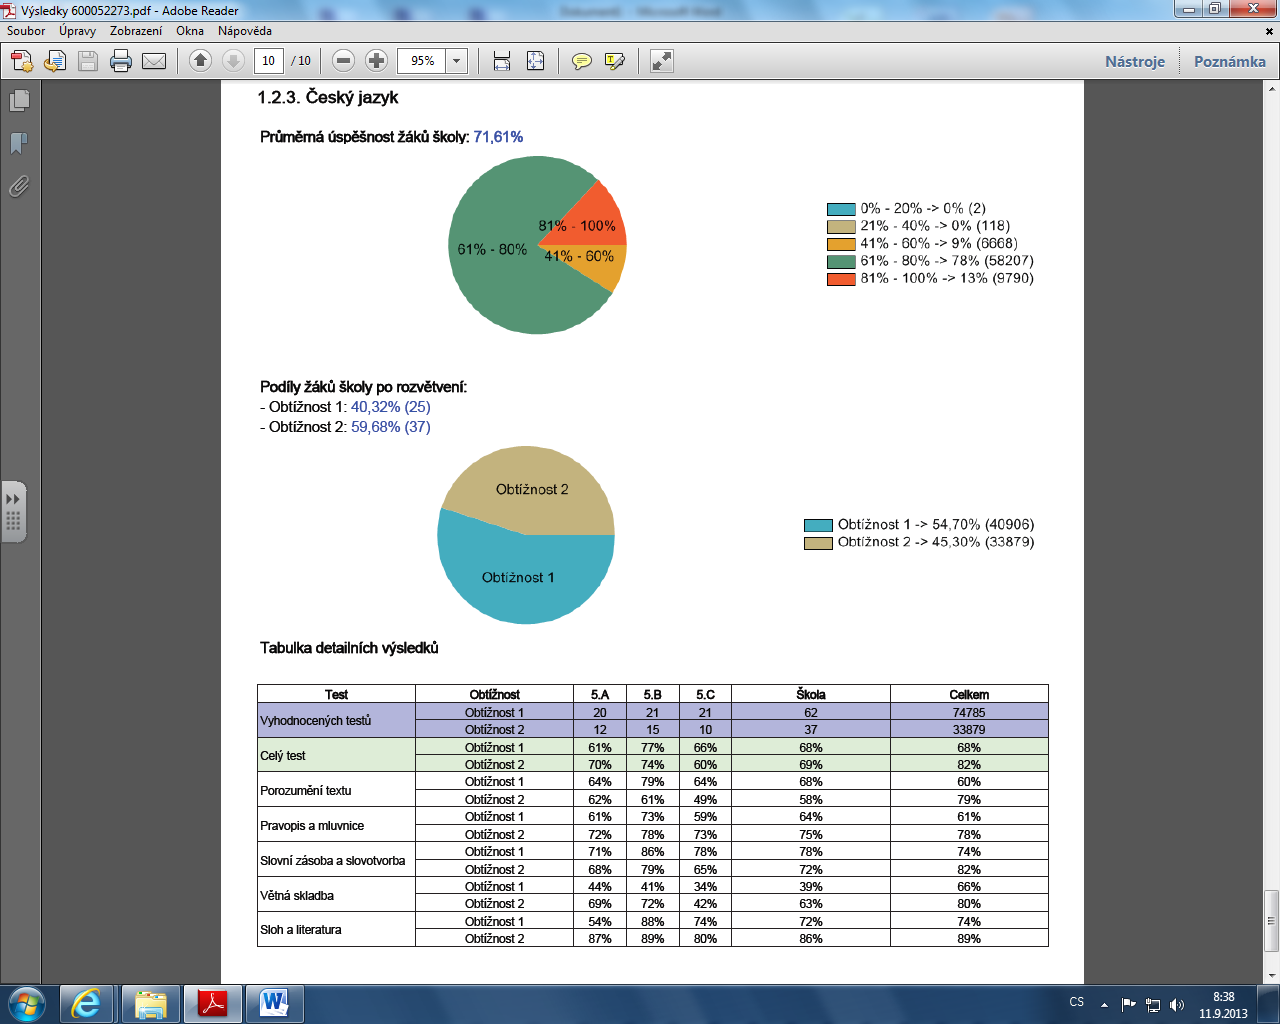 Výsledky 600052273.pdf - Adobe Reader
Soubor Úpravy Zobrazení Okna Nápověda
10 / 10 95% Nástroje Poznámka
1.2.3. Český jazyk
Průměrná úspěšnost žáků školy: 71,61%
81% - 100%
61% - 80%
41% - 60%
0% - 20% -> 0% (2)
21% - 40% -> 0% (118)
41% - 60% -> 9% (6668)
61% - 80% -> 78% (58207)
81% - 100% -> 13% (9790)
Podíly žáků školy po rozvětvení:
- Obtížnost 1: 40,32% (25)
- Obtížnost 2: 59,68% (37)
Obtížnost 2
Obtížnost 1
Obtížnost 1 -> 54,70% (40906)
Obtížnost 2 -> 45,30% (33879)
Tabulka detailních výsledků
Test Obtížnost 5.A 5.B 5.C Škola Celkem
Vyhodnocených testů Obtížnost 1 20 21 21 62 74785
Obtížnost 2 12 15 10 37 33879
Celý test Obtížnost 1 61% 77% 66% 68% 68%
Obtížnost 2 70% 74% 60% 69% 82%
Porozumění textu Obtížnost 1 64% 79% 64% 68% 60%
Obtížnost 2 62% 61% 49% 58% 79%
Pravopis a mluvnice Obtížnost 1 61% 73% 59% 64% 61%
Obtížnost 2 72% 78% 73% 75% 78%
Slovní zásoba a slovotvorba Obtížnost 1 71% 86% 78% 78% 74%
Obtížnost 2 68% 79% 65% 72% 82%
Větná skladba Obtížnost 1 44% 41% 34% 39% 66%
Obtížnost 2 69% 72% 42% 63% 80%
Sloh a literatura Obtížnost 1 54% 88% 74% 72% 74%
Obtížnost 2 87% 89% 80% 86% 89%
CS 8:38
11.9.2013